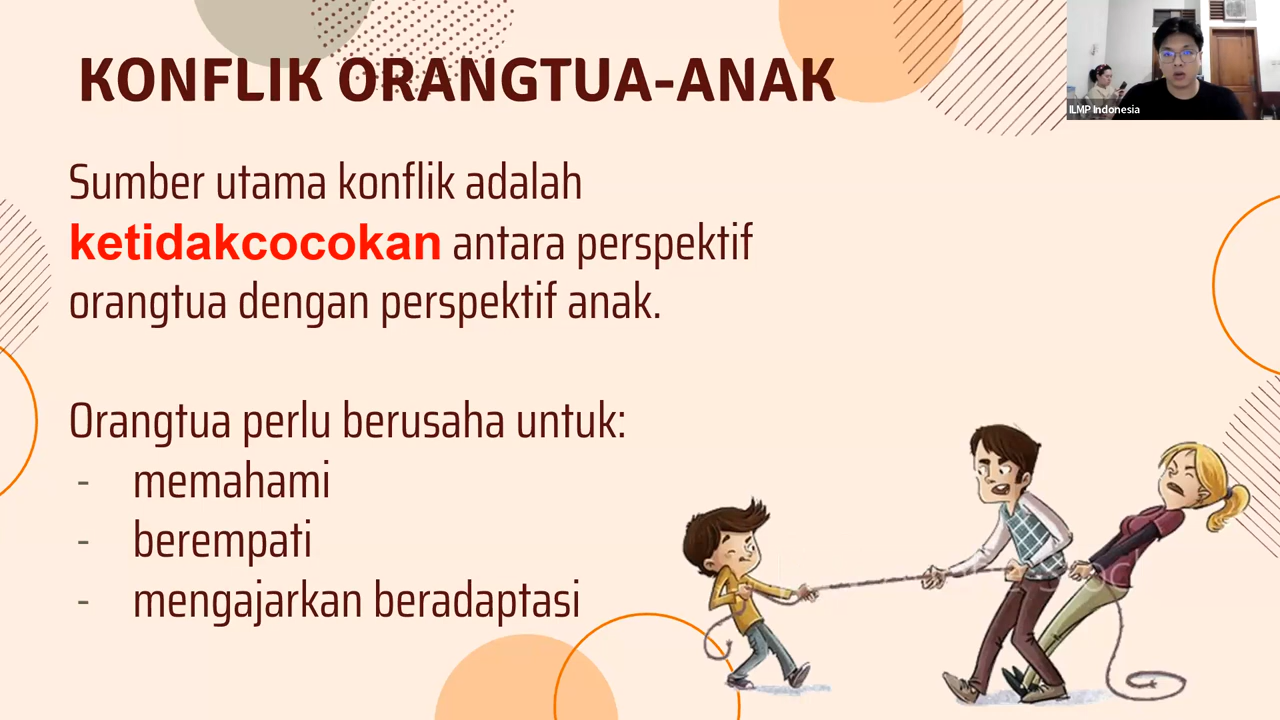 KONFLIK ORANGTUA-ANAK
ILMP Indonesia
Sumber utama konflik adalah
ketidakcocokan antara perspektif
orangtua dengan perspektif anak.
Orangtua perlu berusaha untuk:
- memahami
- berempati
- mengajarkan beradaptasi